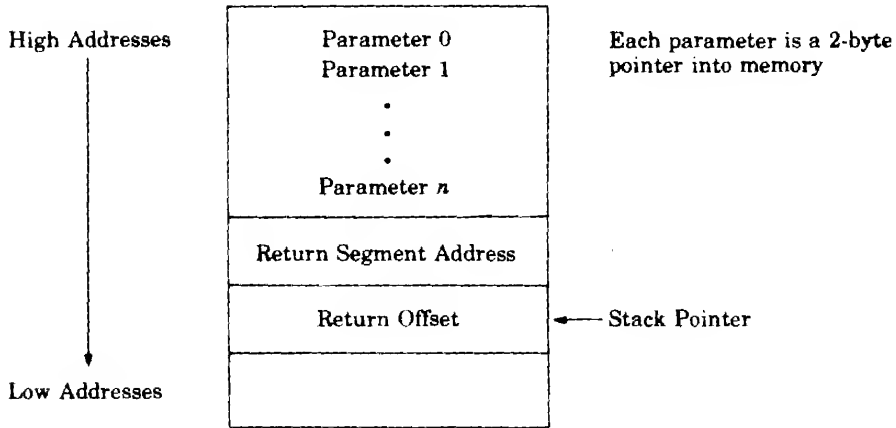 High Addresses
Parameter 0
Parameter 1
Each parameter is a 2-byte
pointer into memory
.
.
.
Parameter n
Return Segment Address
Return Offset
Stack Pointer
Low Addresses